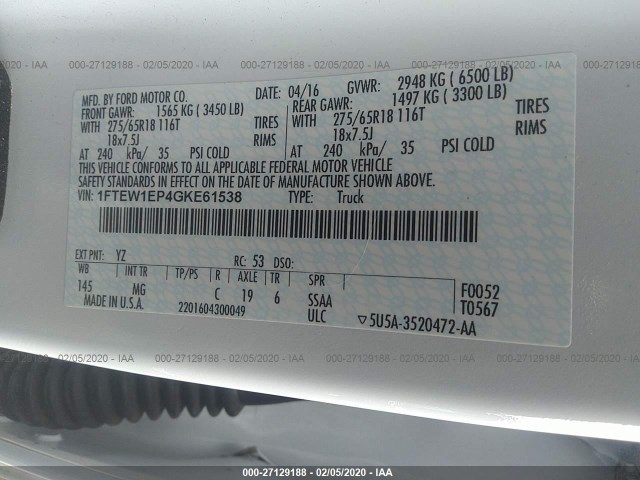 000-27129188 - 02/05/2020 - IAA
MFD. BY FORD MOTOR CO. DATE: 04/16 GVWR: 2948 KG ( 6500 LB)
FRONT GAWR: 1565 KG ( 3450 LB) REAR GAWR: 1497 KG ( 3300 LB)
WITH 275/65R18 116T TIRES WITH 275/65R18 116T TIRES
18x7.5J RIMS 18x7.5J RIMS
AT 240 kPa/ 35 PSI COLD AT 240 kPa/ 35 PSI COLD
THIS VEHICLE CONFORMS TO ALL APPLICABLE FEDERAL MOTOR VEHICLE
SAFETY STANDARDS IN EFFECT ON THE DATE OF MANUFACTURE SHOWN ABOVE.
VIN: 1FTEW1EP4GKE61538 TYPE: Truck
EXT PNT: YZ RC: 53 DSO:
WB INT TR TP/PS R AXLE TR SPR
145 MG C 19 6 SSAA F0052
MADE IN U.S.A. 2201604300049 ULC ▽5U5A-3520472-AA T0567
000-27129188 - 02/05/2020 - IAA
000-27129188 - 02/05/2020 - IAA